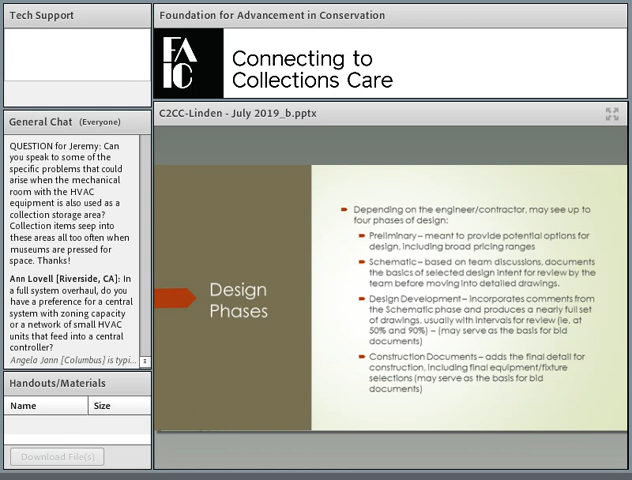 Tech Support
Foundation for Advancement in Conservation
FAIC
Connecting to
Collections Care
General Chat (Everyone)
QUESTION for Jeremy: Can
you speak to some of the
specific problems that could
arise when the mechanical
room with the HVAC
equipment is also used as a
collection storage area?
Collection items seep into
these areas all too often when
museums are pressed for
space. Thanks!
Ann Lovell [Riverside, CA]: In
a full system overhaul, do you
have a preference for a central
system with zoning capacity
or a network of small HVAC
units that feed into a central
controller?
Angela Jann [Columbus] is typi...
Handouts/Materials
Name Size
Download File(s)
C2CC-Linden - July 2019_b.pptx
Design
Phases
Depending on the engineer/contractor, may see up to
four phases of design:
Preliminary – meant to provide potential options for
design, including broad pricing ranges
Schematic – based on team discussions, documents
the basics of selected design intent for review by the
team before moving into detailed drawings.
Design Development – incorporates comments from
the Schematic phase and produces a nearly full set
of drawings, usually with intervals for review (ie, at
50% and 90%) – (may serve as the basis for bid
documents)
Construction Documents – adds the final detail for
construction, including final equipment/fixture
selections (may serve as the basis for bid
documents)